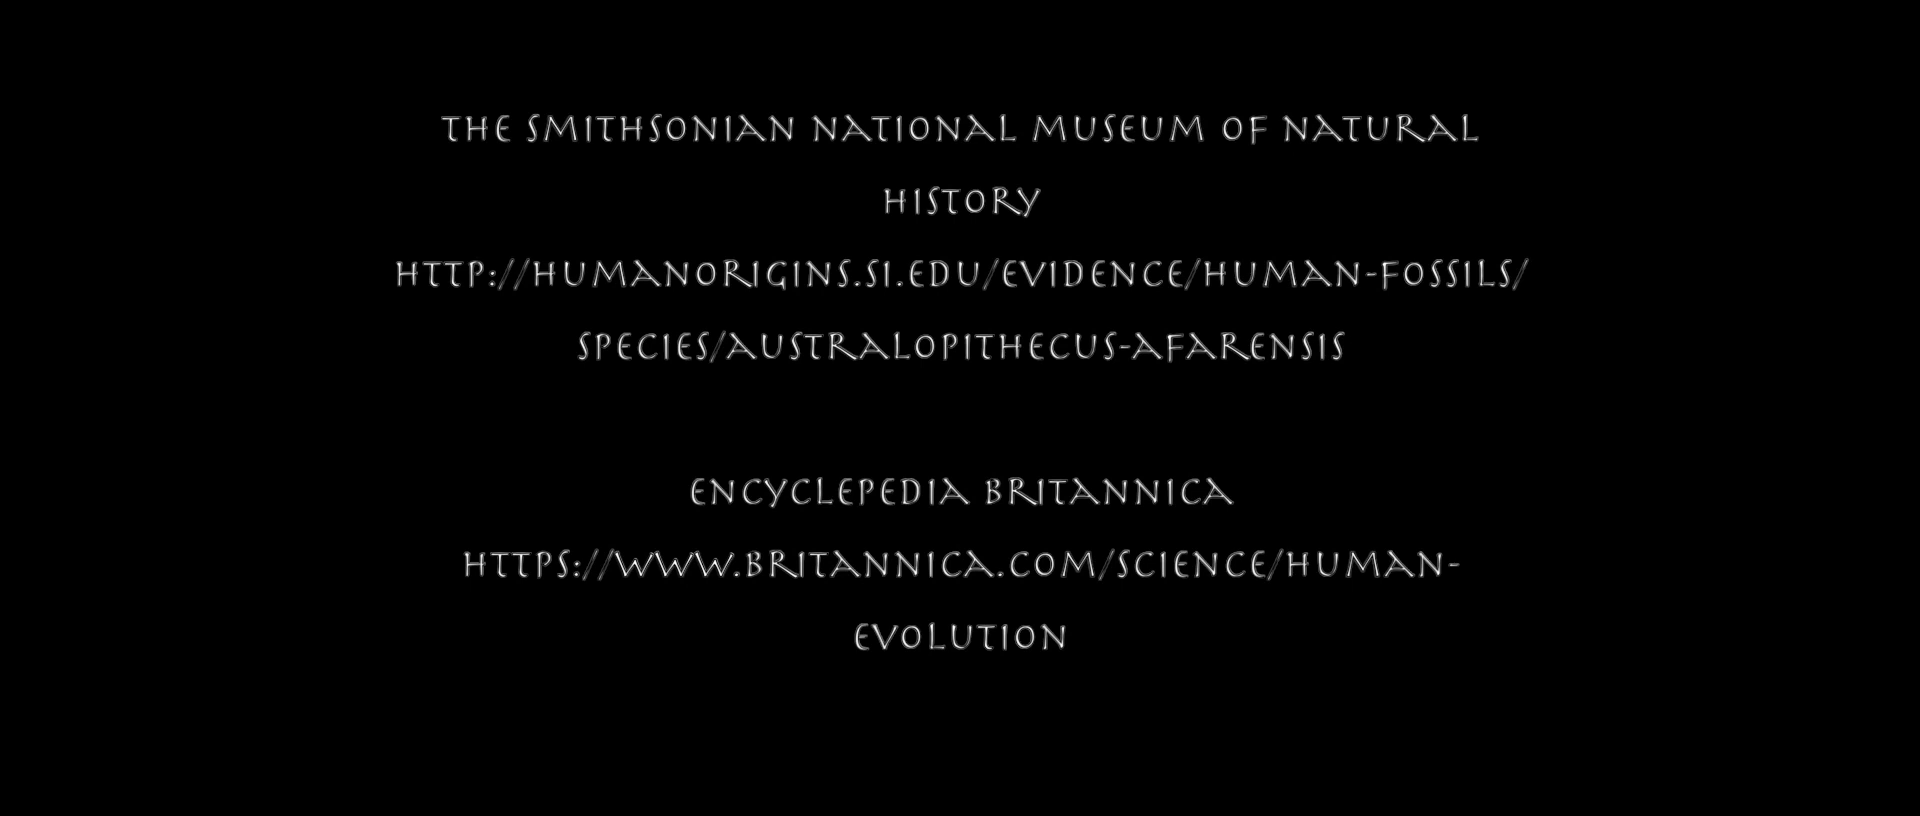 THE SMITHSONIAN NATIONAL MUSEUM OF NATURAL
HISTORY
HTTP://HUMANORIGINS.SI.EDU/EVIDENCE/HUMAN-FOSSILS/
SPECIES/AUSTRALOPITHECUS-AFARENSIS
ENCYCLEPEDIA BRITANNICA
HTTPS://WWW.BRITANNICA.COM/SCIENCE/HUMAN-
EVOLUTION